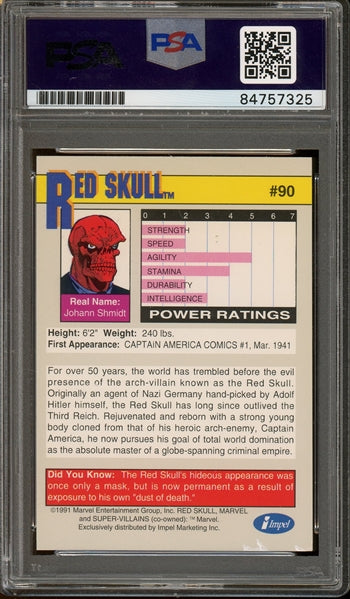 PSA
PSA
84757325
RED SKULL™
#90
0 1 2 3 4 5 6 7
STRENGTH
SPEED
AGILITY
STAMINA
DURABILITY
INTELLIGENCE
POWER RATINGS
Real Name:
Johann Shmidt
Height: 6'2" Weight: 240 lbs.
First Appearance: CAPTAIN AMERICA COMICS #1, Mar. 1941
For over 50 years, the world has trembled before the evil
presence of the arch-villain known as the Red Skull.
Originally an agent of Nazi Germany hand-picked by Adolf
Hitler himself, the Red Skull has long since outlived the
Third Reich. Rejuvenated and reborn with a strong young
body cloned from that of his heroic arch-enemy, Captain
America, he now pursues his goal of total world domination
as the absolute master of a globe-spanning criminal empire.
Did You Know: The Red Skull's hideous appearance was
once only a mask, but is now permanent as a result of
exposure to his own "dust of death."
©1991 Marvel Entertainment Group, Inc. RED SKULL, MARVEL
and SUPER-VILLAINS (co-owned): ™ Marvel.
Exclusively distributed by Impel Marketing Inc.
Impel